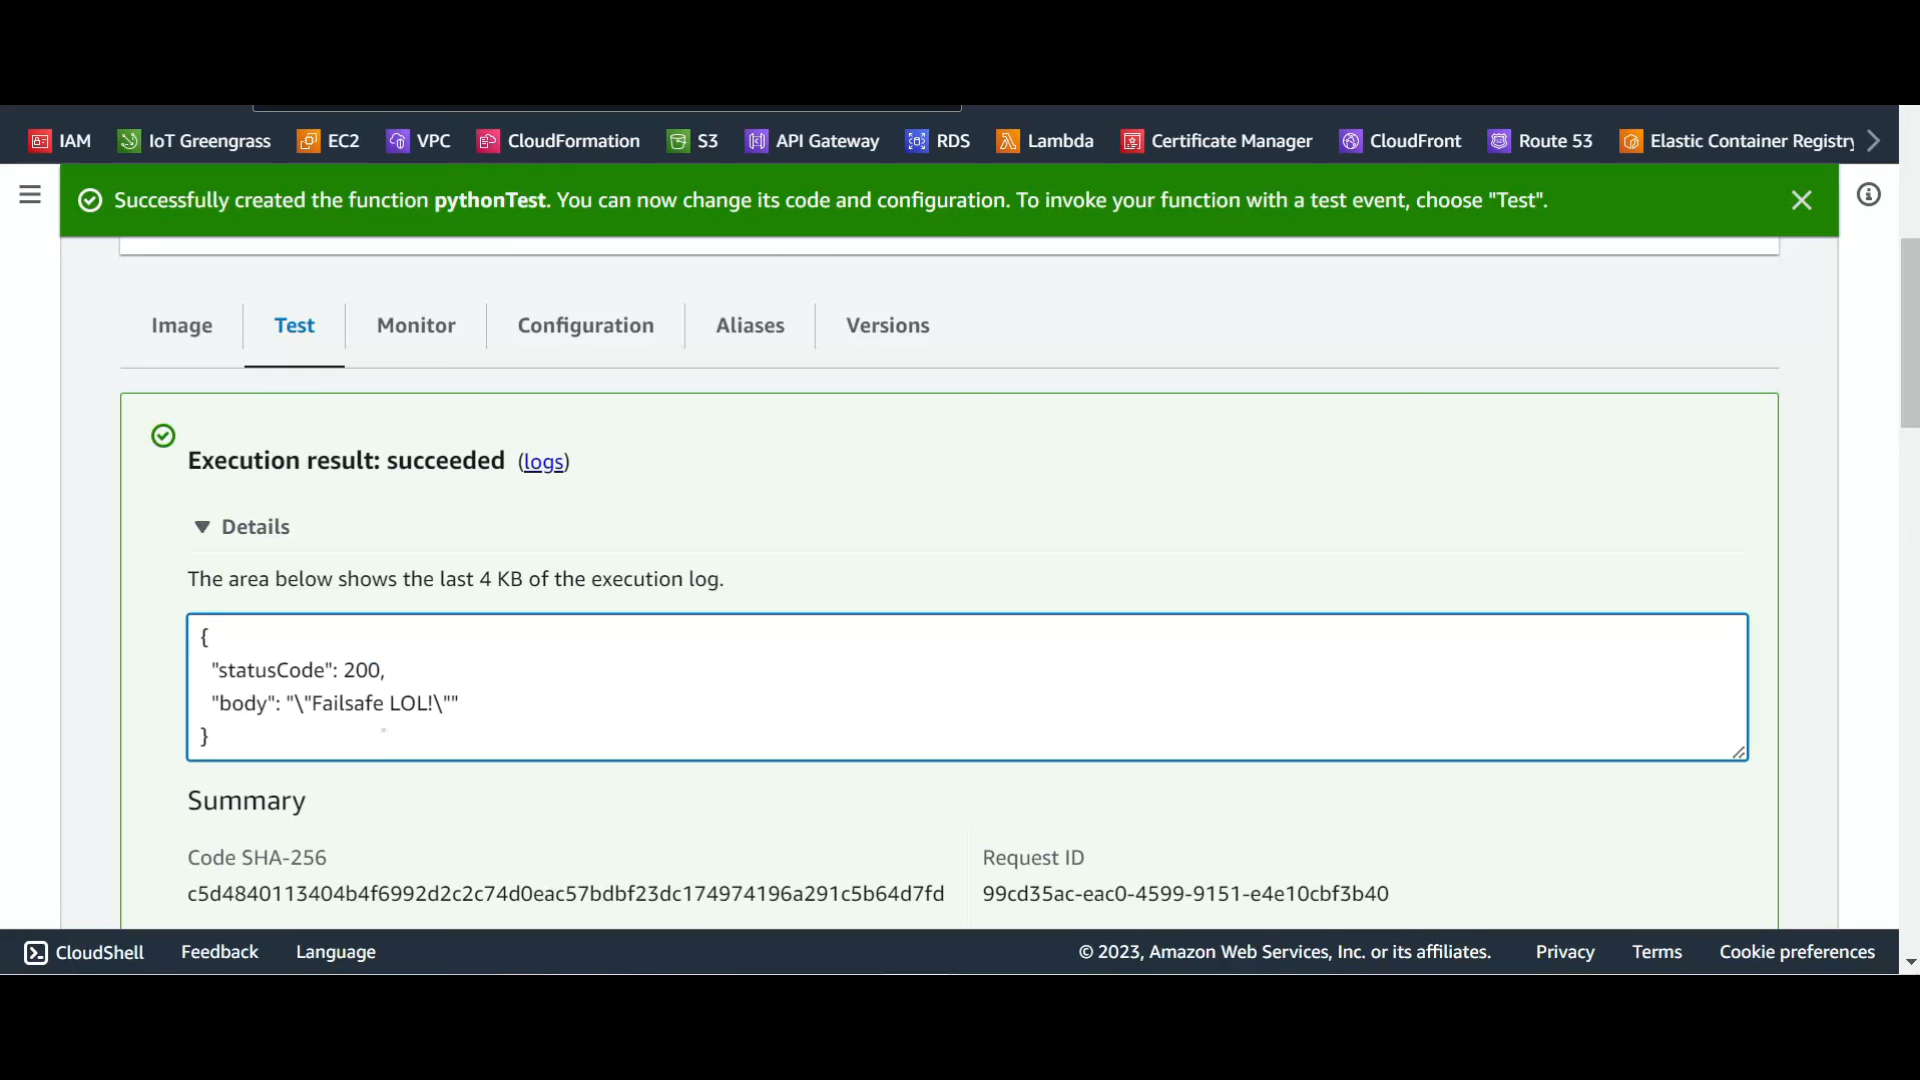 IAM IoT Greengrass EC2 VPC CloudFormation S3 API Gateway RDS Lambda Certificate Manager CloudFront Route 53 Elastic Container Registry
Successfully created the function pythonTest. You can now change its code and configuration. To invoke your function with a test event, choose "Test".
Image Test Monitor Configuration Aliases Versions
Execution result: succeeded (logs)
Details
The area below shows the last 4 KB of the execution log.
{
"statusCode": 200,
"body": "\"Failsafe LOL!\""
}
Summary
Code SHA-256 Request ID
c5d4840113404b4f6992d2c2c74d0eac57bdbf23dc174974196a291c5b64d7fd 99cd35ac-eac0-4599-9151-e4e10cbf3b40
CloudShell Feedback Language © 2023, Amazon Web Services, Inc. or its affiliates. Privacy Terms Cookie preferences